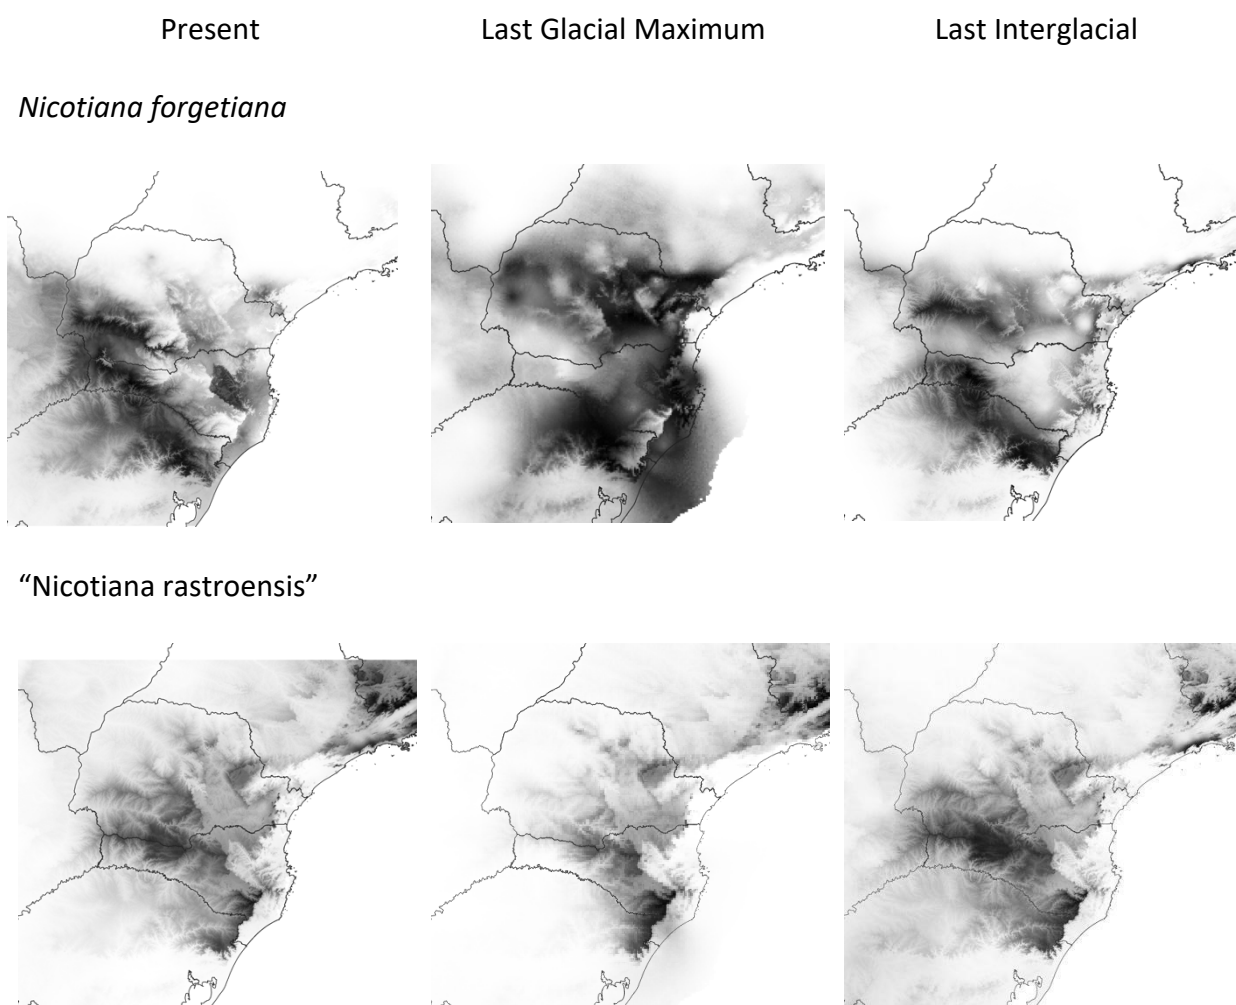 Present Last Glacial Maximum Last Interglacial
Nicotiana forgetiana
“Nicotiana rastroensis”